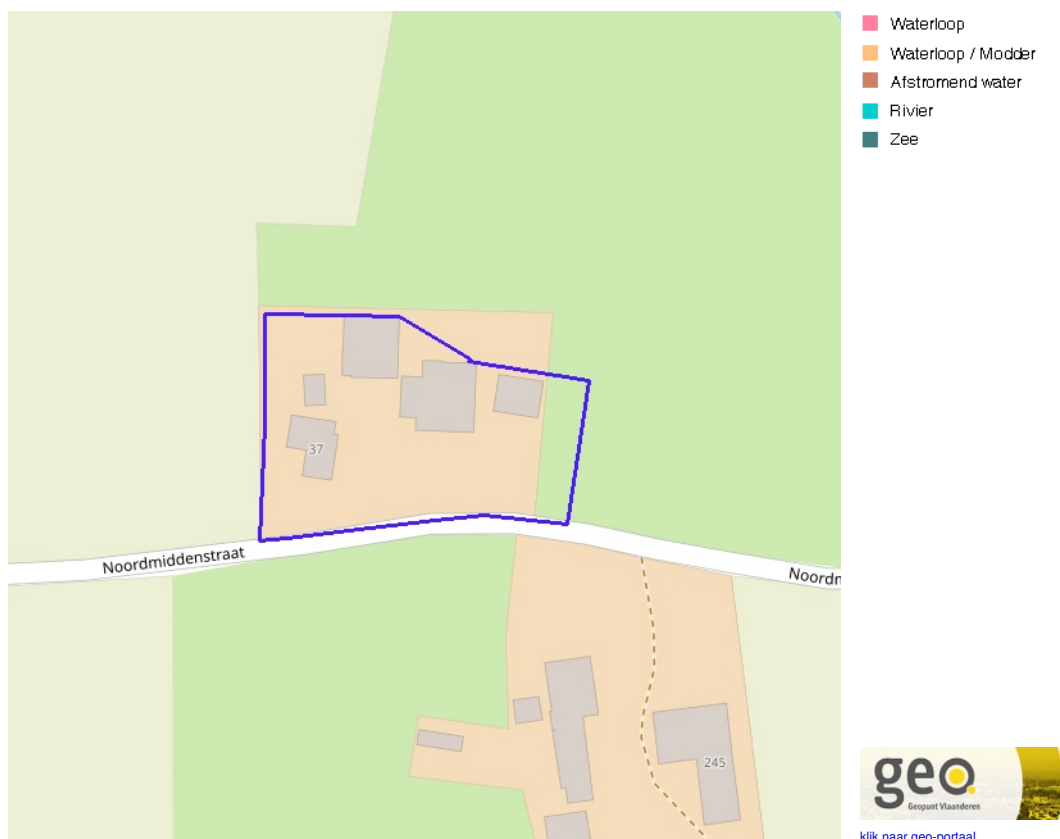 Waterloop
Waterloop / Modder
Afstromend water
Rivier
Zee
37
Noordmiddenstraat
Noordm
245
geo
Geopunt Vlaanderen
klik naar geo-portaal